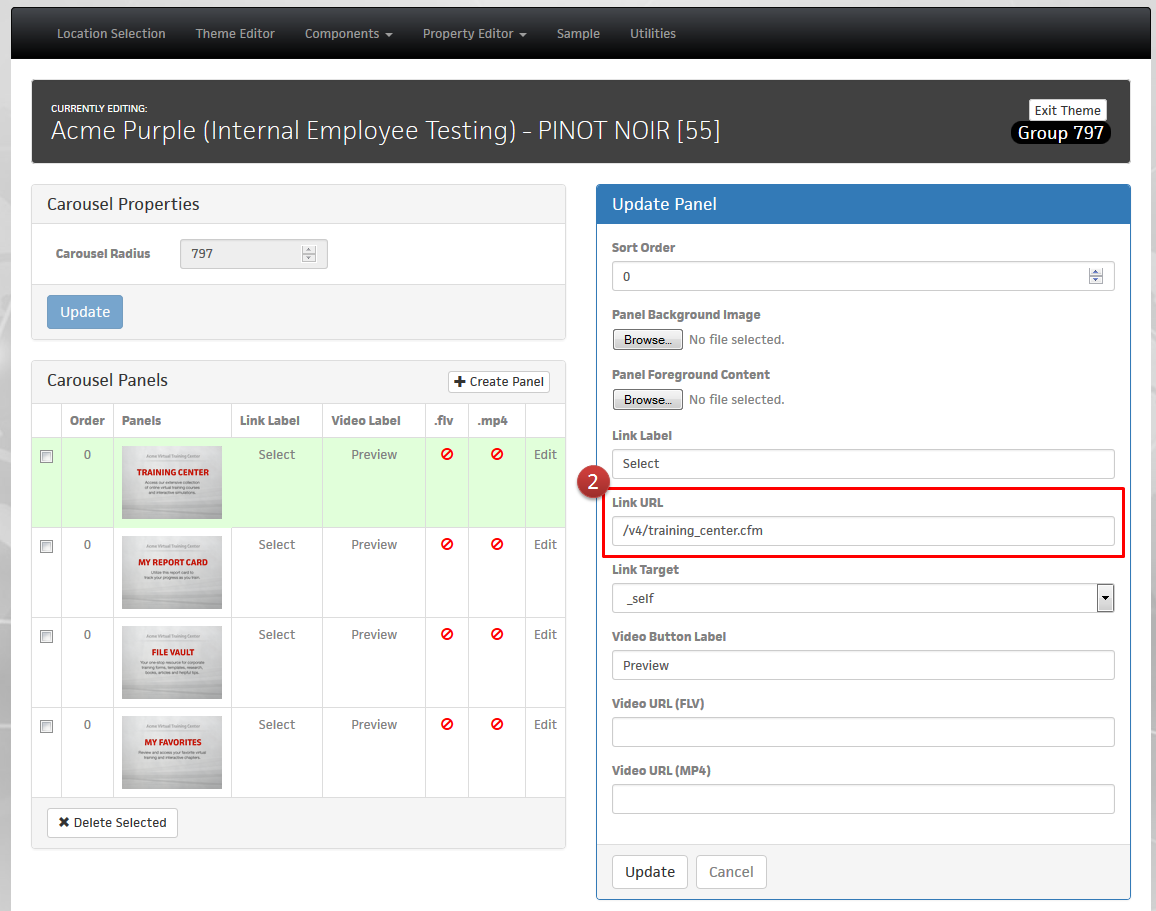 Location Selection Theme Editor Components Property Editor Sample Utilities
CURRENTLY EDITING:
Acme Purple (Internal Employee Testing) - PINOT NOIR [55]
Exit Theme
Group 797
Carousel Properties
Carousel Radius 797
Update
Carousel Panels
Create Panel
Order Panels Link Label Video Label .flv .mp4
0 Select Preview Edit
Acme Virtual Training Center
TRAINING CENTER
Access our extensive collection
of online virtual training courses
and interactive simulations.
0 Select Preview Edit
Acme Virtual Training Center
MY REPORT CARD
Utilize this report card to
track your progress as you train.
0 Select Preview Edit
Acme Virtual Training Center
FILE VAULT
Your one-stop resource for corporate
training forms, templates, research,
books, articles and helpful tips.
0 Select Preview Edit
Acme Virtual Training Center
MY FAVORITES
Review and access your favorite virtual
training and interactive chapters.
Delete Selected
Update Panel
Sort Order
0
Panel Background Image
Browse... No file selected.
Panel Foreground Content
Browse... No file selected.
Link Label
Select
2
Link URL
/v4/training_center.cfm
Link Target
_self
Video Button Label
Preview
Video URL (FLV)
Video URL (MP4)
Update Cancel